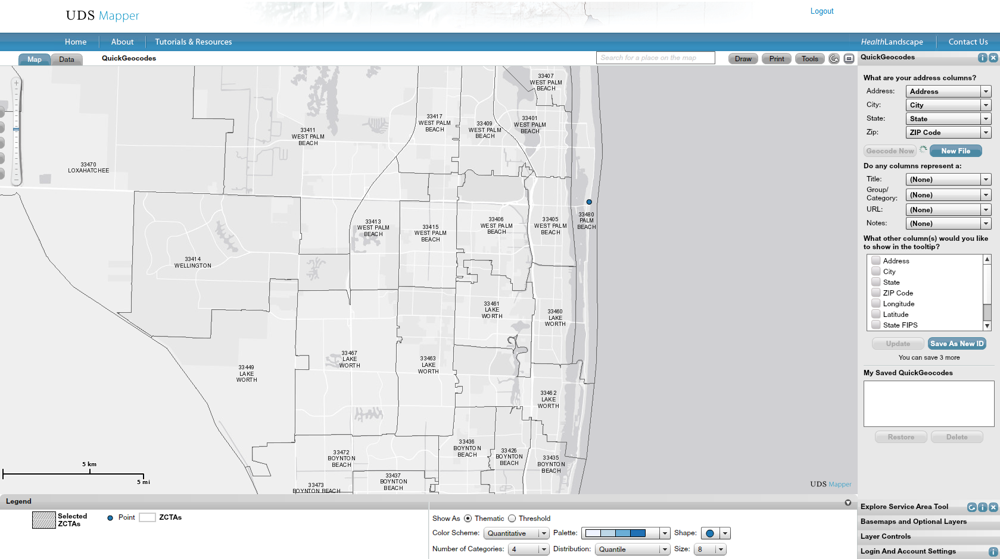 UDS Mapper
Logout
Home
About
Tutorials & Resources
HealthLandscape
Contact Us
Map
Data
QuickGeocodes
Search for a place on the map
Draw
Print
Tools
QuickGeocodes
What are your address columns?
Address: Address
City: City
State: State
Zip: ZIP Code
Geocode Now
New File
Do any columns represent a:
Title: (None)
Group/
Category: (None)
URL: (None)
Notes: (None)
What other column(s) would you like
to show in the tooltip?
Address
City
State
ZIP Code
Longitude
Latitude
State FIPS
Update
Save As New ID
You can save 3 more
My Saved QuickGeocodes
Restore
Delete
Explore Service Area Tool
Basemaps and Optional Layers
Layer Controls
Login And Account Settings
33407
WEST PALM
BEACH
33417
WEST PALM
BEACH
33409
WEST PALM
BEACH
33401
WEST PALM
BEACH
33411
WEST PALM
BEACH
33470
LOXAHATCHEE
33413
WEST PALM
BEACH
33415
WEST PALM
BEACH
33406
WEST PALM
BEACH
33405
WEST PALM
BEACH
33480
PALM
BEACH
33414
WELLINGTON
33461
LAKE
WORTH
33460
LAKE
WORTH
33467
LAKE
WORTH
33463
LAKE
WORTH
33449
LAKE
WORTH
33462
LAKE
WORTH
33436
BOYNTON
BEACH
33472
BOYNTON
BEACH
33426
BOYNTON
BEACH
33435
BOYNTON
BEACH
33437
BOYNTON
BEACH
33473
BOYNTON BEACH
5 km
5 mi
UDS Mapper
Legend
Selected
ZCTAs
Point
ZCTAs
Show As Thematic Threshold
Color Scheme: Quantitative
Palette:
Shape:
Number of Categories: 4
Distribution: Quantile
Size: 8